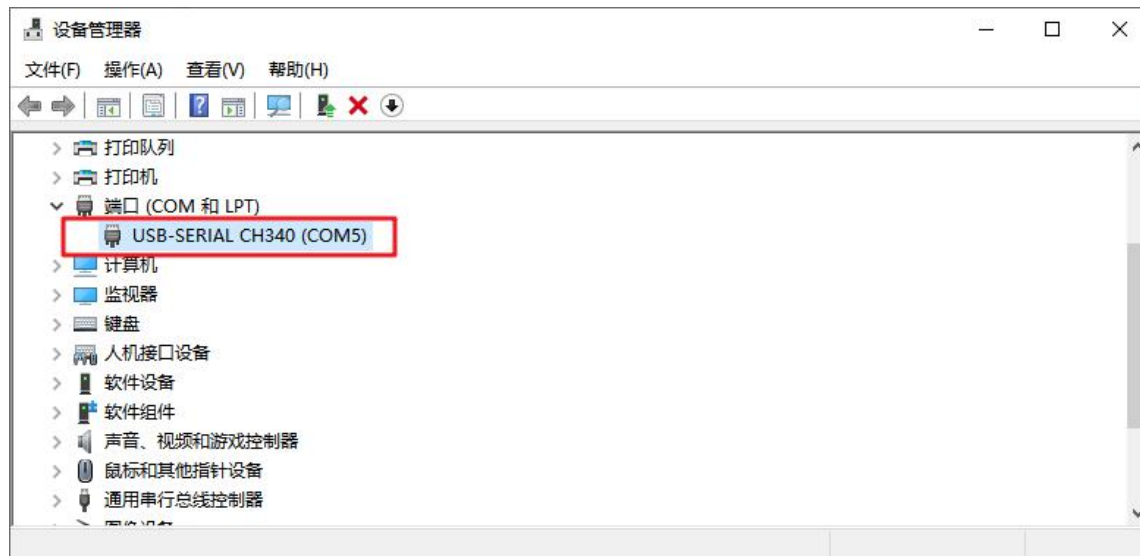 设备管理器
文件(F) 操作(A) 查看(V) 帮助(H)
打印队列
打印机
端口 (COM 和 LPT)
USB-SERIAL CH340 (COM5)
计算机
监视器
键盘
人机接口设备
软件设备
软件组件
声音、视频和游戏控制器
鼠标和其他指针设备
通用串行总线控制器